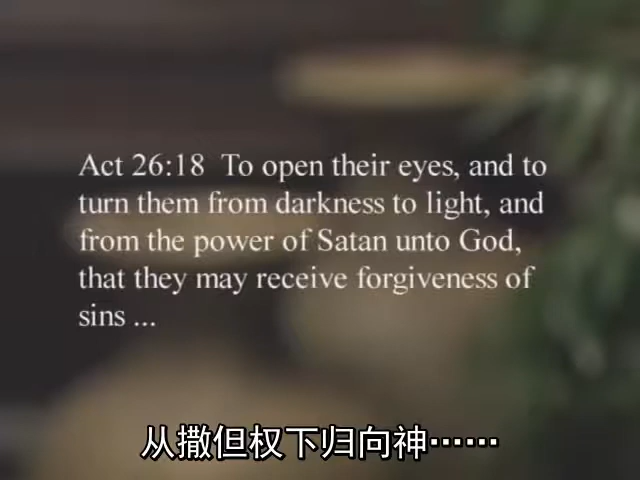 Act 26:18 To open their eyes, and to
turn them from darkness to light, and
from the power of Satan unto God,
that they may receive forgiveness of
sins ...
从撒但权下归向神……